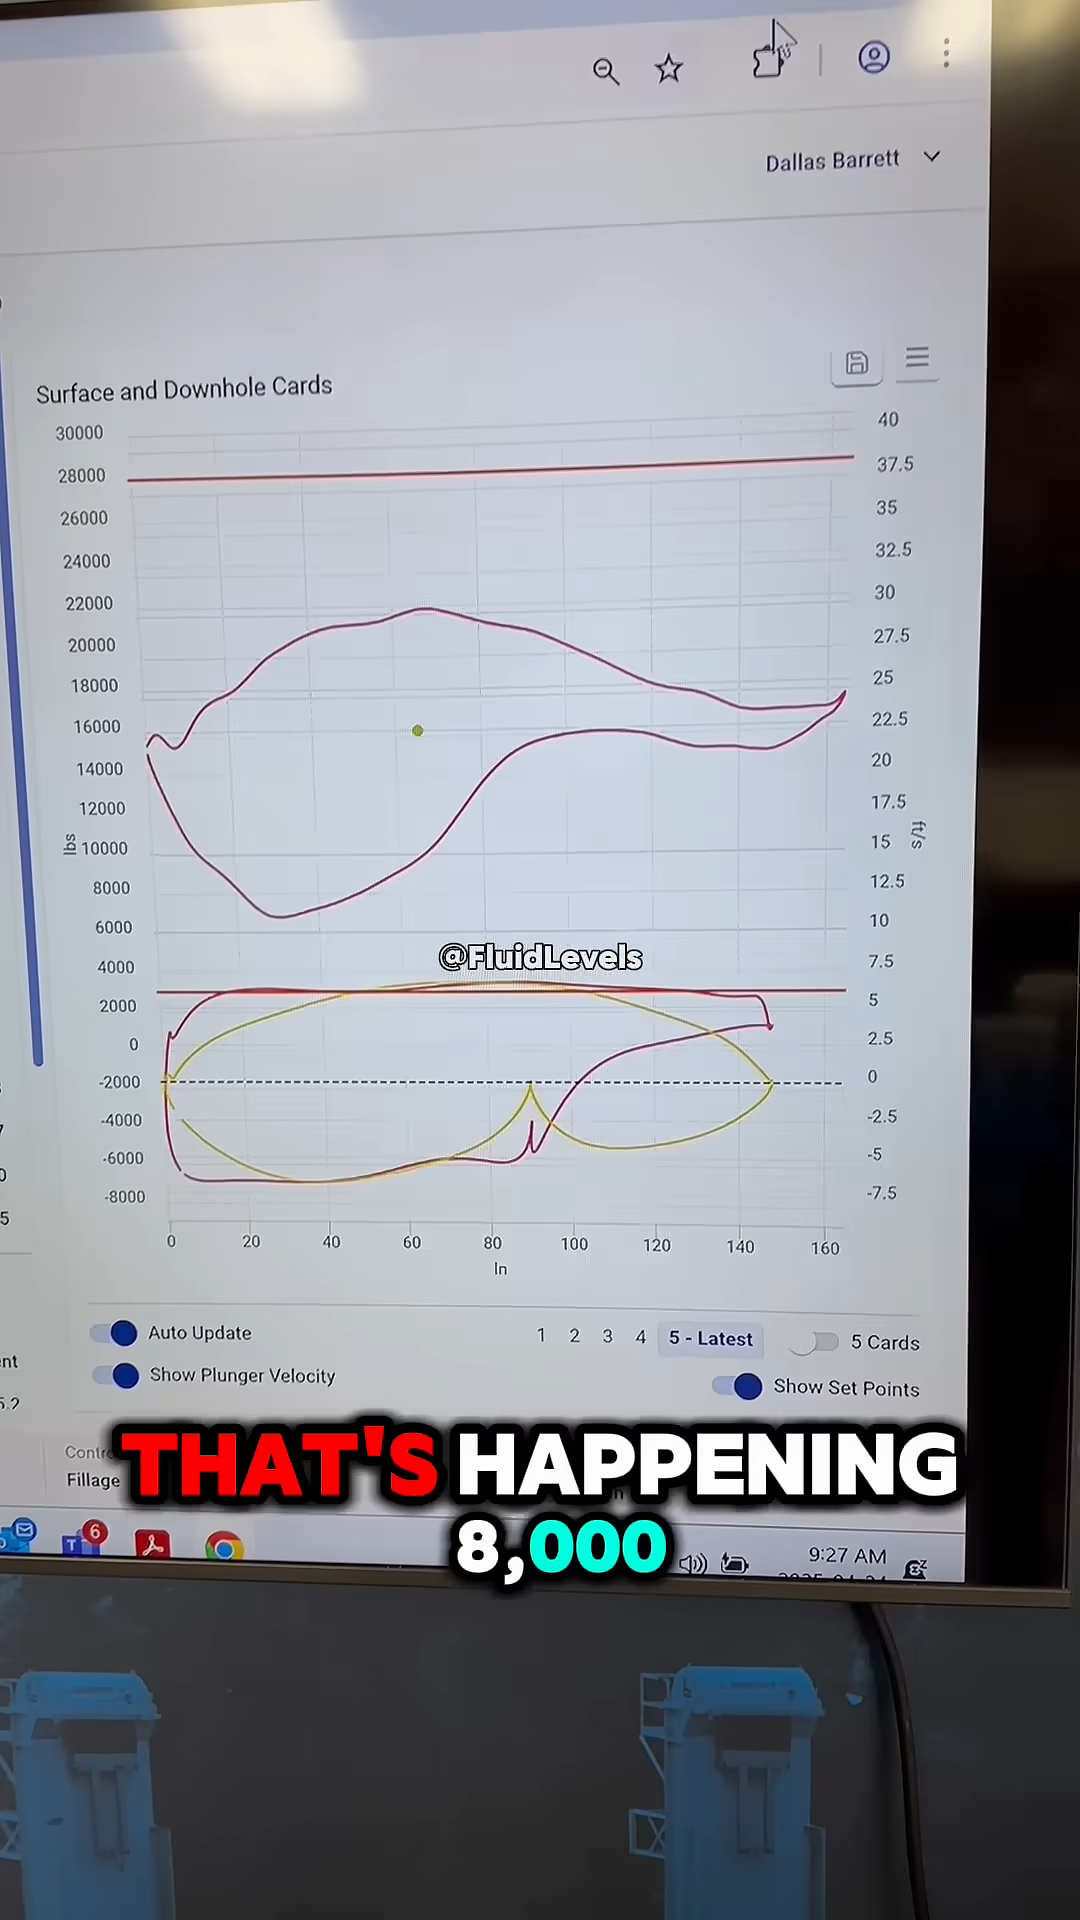 Dallas Barrett
Surface and Downhole Cards
30000
28000
26000
24000
22000
20000
18000
16000
14000
12000
10000
8000
6000
4000
2000
0
-2000
-4000
-6000
-8000
lbs
40
37.5
35
32.5
30
27.5
25
22.5
20
17.5
15
12.5
10
7.5
5
2.5
0
-2.5
-5
-7.5
ft/s
@FluidLevels
0 20 40 60 80 100 120 140 160
In
Auto Update
1 2 3 4 5 - Latest
5 Cards
Show Plunger Velocity
Show Set Points
Fillage
THAT'S HAPPENING
8,000
6
9:27 AM